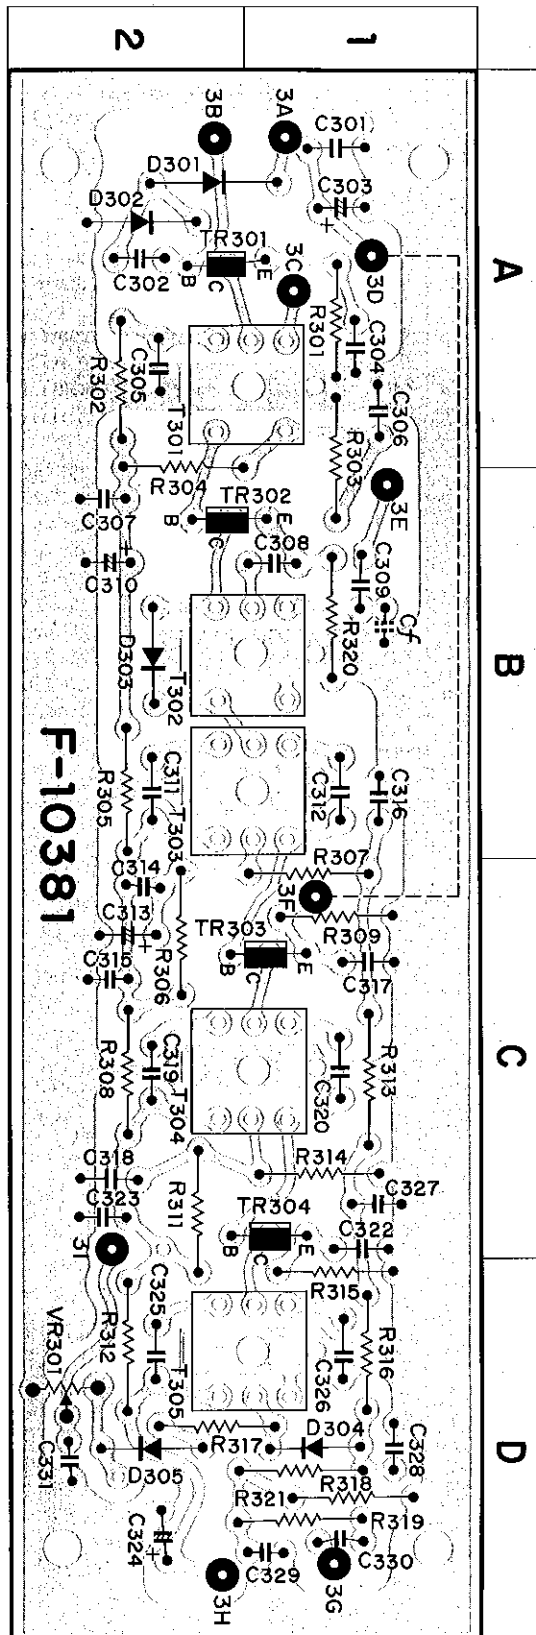 2
1
3B
3A
C301
D301
C303
+
D302
TR301
3C
3D
A
C302
B
C
E
R301
C304
R302
C305
T301
C306
R304
R303
TR302
3E
C307
B
C
E
C308
+
C310
C309
Cf
D303
R320
B
T302
F-10381
R305
C311
C312
C316
T303
R307
C314
3F
C313
+
TR303
R309
R306
B
C
E
C315
C317
C
R308
C319
C320
R313
T304
C318
R314
R311
C327
C323
TR304
3I
B
C
E
C322
R315
VR301
R312
C325
C326
R316
T305
D304
D
R317
C328
C331
D305
R318
R321
R319
C324
+
C330
C329
3H
3G